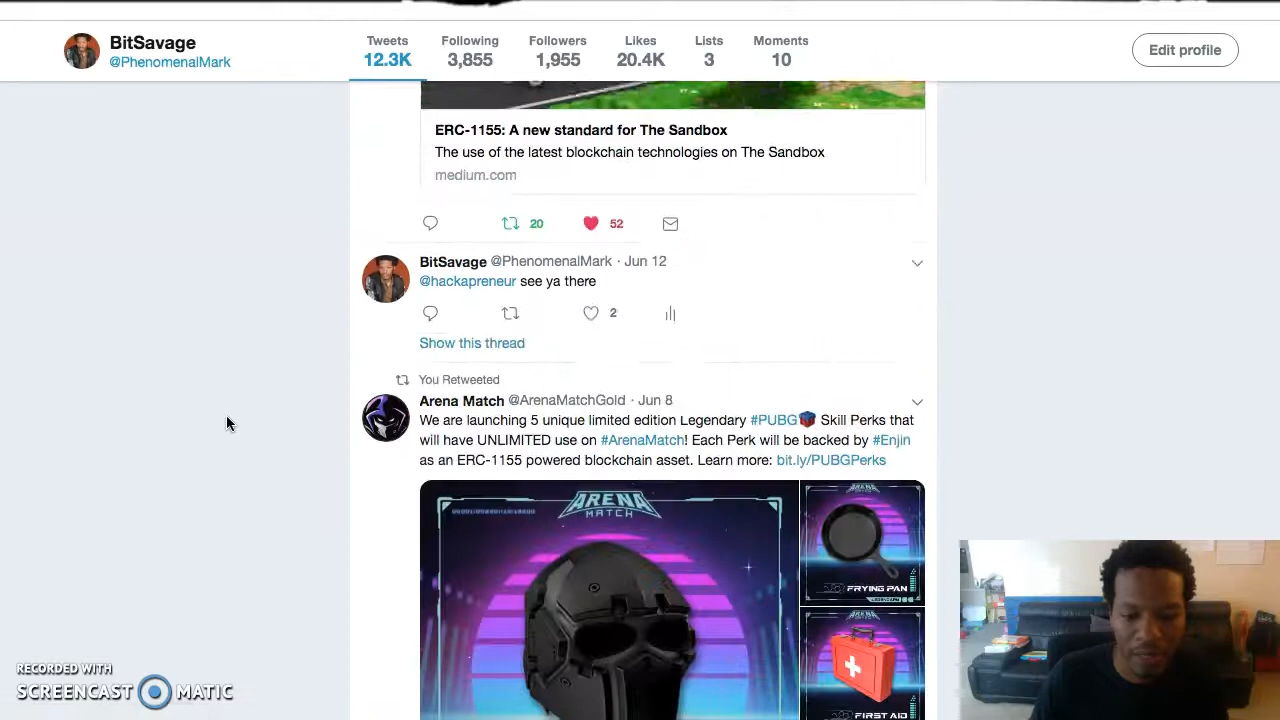 BitSavage
@PhenomenalMark
Tweets
12.3K
Following
3,855
Followers
1,955
Likes
20.4K
Lists
3
Moments
10
Edit profile
ERC-1155: A new standard for The Sandbox
The use of the latest blockchain technologies on The Sandbox
medium.com
20
52
BitSavage @PhenomenalMark · Jun 12
@hackapreneur see ya there
2
Show this thread
You Retweeted
Arena Match @ArenaMatchGold · Jun 8
We are launching 5 unique limited edition Legendary #PUBG Skill Perks that
will have UNLIMITED use on #ArenaMatch! Each Perk will be backed by #Enjin
as an ERC-1155 powered blockchain asset. Learn more: bit.ly/PUBGPerks
ARENA
MATCH
ARENA
MATCH
FRYING PAN
LEGENDARY
ARENA
MATCH
FIRST AID
RECORDED WITH
SCREENCAST MATIC